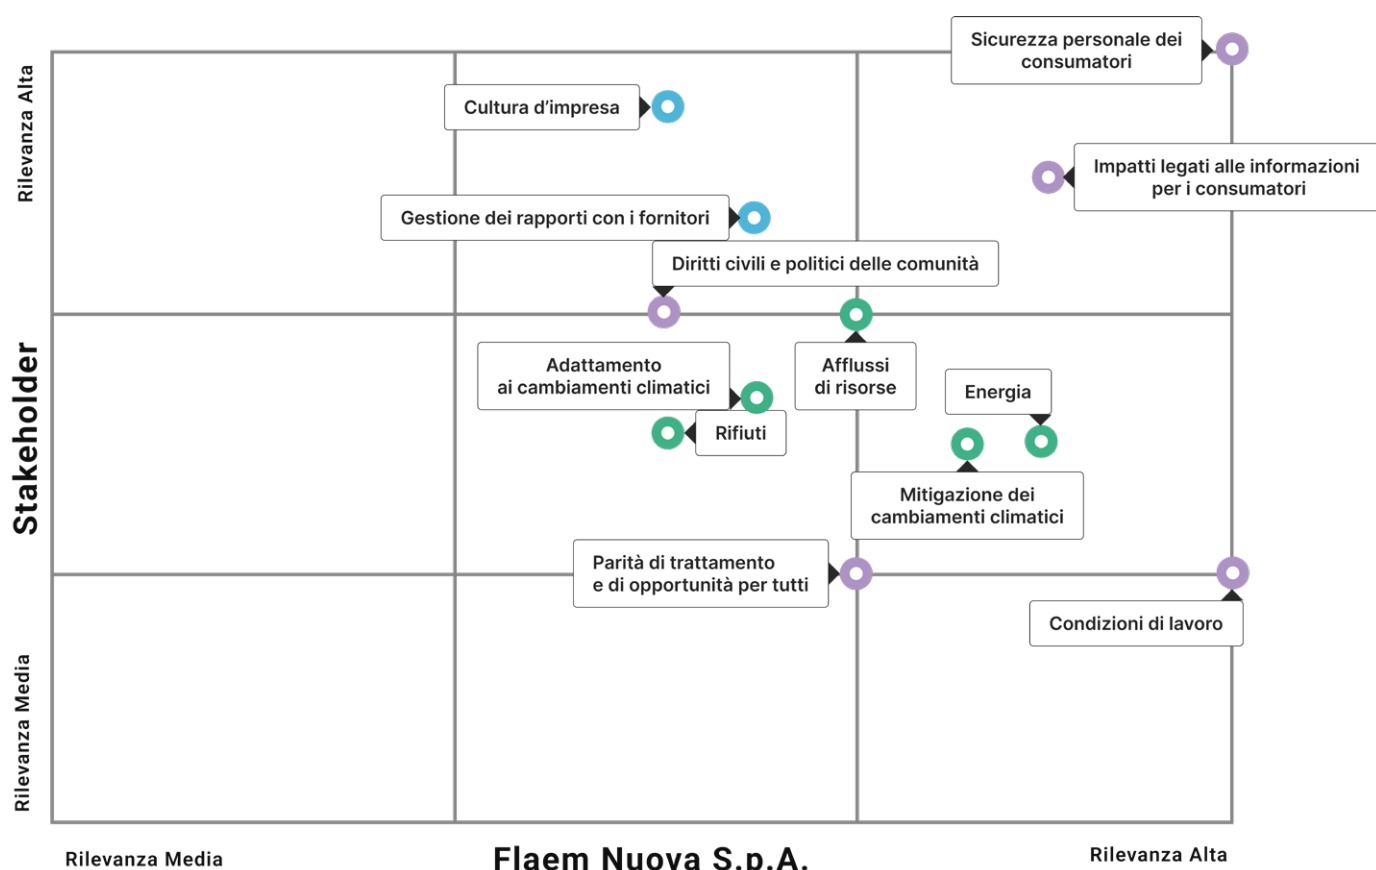 Sicurezza personale dei
consumatori
Rilevanza Alta
Cultura d'impresa
Impatti legati alle informazioni
per i consumatori
Gestione dei rapporti con i fornitori
Diritti civili e politici delle comunità
Stakeholder
Adattamento
ai cambiamenti climatici
Afflussi
di risorse
Energia
Rifiuti
Mitigazione dei
cambiamenti climatici
Parità di trattamento
e di opportunità per tutti
Condizioni di lavoro
Rilevanza Media
Rilevanza Media
Flaem Nuova S.p.A.
Rilevanza Alta